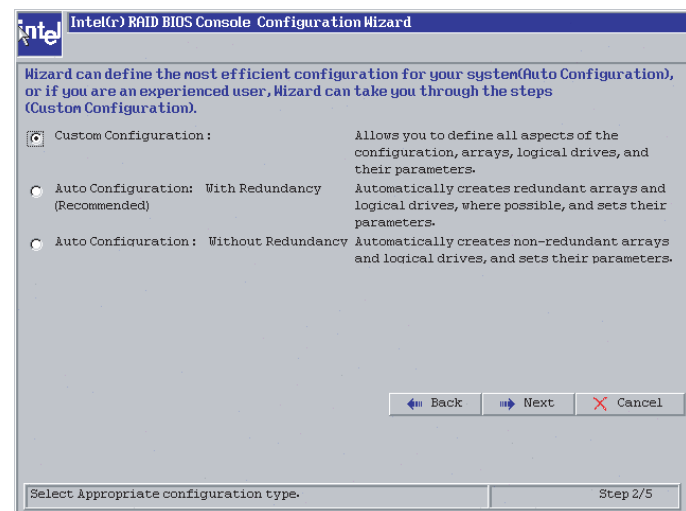 intel
Intel(r) RAID BIOS Console Configuration Wizard
Wizard can define the most efficient configuration for your system(Auto Configuration),
or if you are an experienced user, Wizard can take you through the steps
(Custom Configuration).
Custom Configuration:
Allows you to define all aspects of the
configuration, arrays, logical drives, and
their parameters.
Auto Configuration: With Redundancy
(Recommended)
Automatically creates redundant arrays and
logical drives, where possible, and sets their
parameters.
Auto Configuration: Without Redundancy
Automatically creates non-redundant arrays
and logical drives, and sets their parameters.
Back
Next
Cancel
Select Appropriate configuration type.
Step 2/5